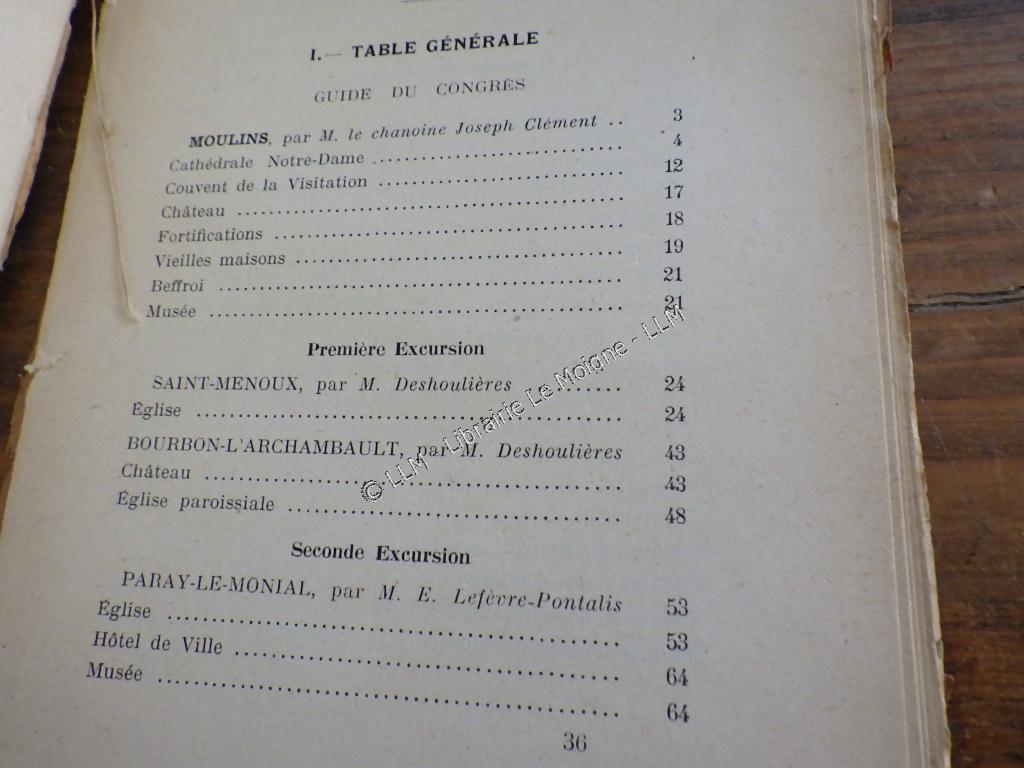 I. — TABLE GÉNÉRALE
GUIDE DU CONGRÈS
MOULINS, par M. le chanoine Joseph Clément .. 3
Cathédrale Notre-Dame ........................ 4
Couvent de la Visitation ........................ 12
Château ........................ 17
Fortifications ........................ 18
Vieilles maisons ........................ 19
Beffroi ........................ 21
Musée ........................ 21
Première Excursion
SAINT-MENOUX, par M. Deshoulières .......... 24
Église ........................ 24
BOURBON-L'ARCHAMBAULT, par M. Deshoulières 43
Château ........................ 43
Église paroissiale ........................ 48
Seconde Excursion
PARAY-LE-MONIAL, par M. E. Lefèvre-Pontalis 53
Église ........................ 53
Hôtel de Ville ........................ 64
Musée ........................ 64
36
© LLM - Librairie Le Moigne - LLM